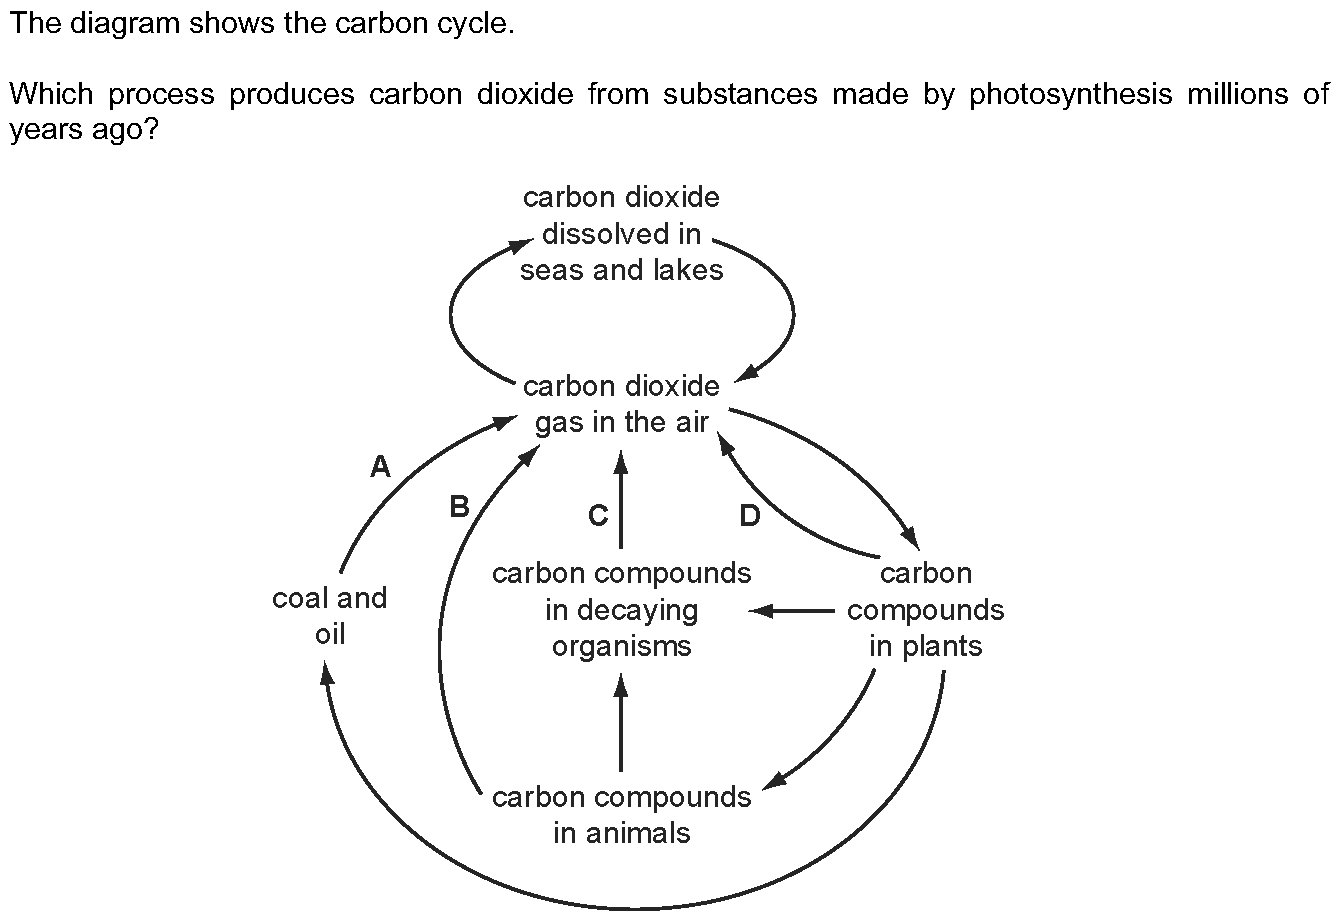 The diagram shows the carbon cycle.
Which process produces carbon dioxide from substances made by photosynthesis millions of
years ago?
carbon dioxide
dissolved in
seas and lakes
carbon dioxide
gas in the air
A
B
C
D
coal and
oil
carbon compounds
in decaying
organisms
carbon
compounds
in plants
carbon compounds
in animals